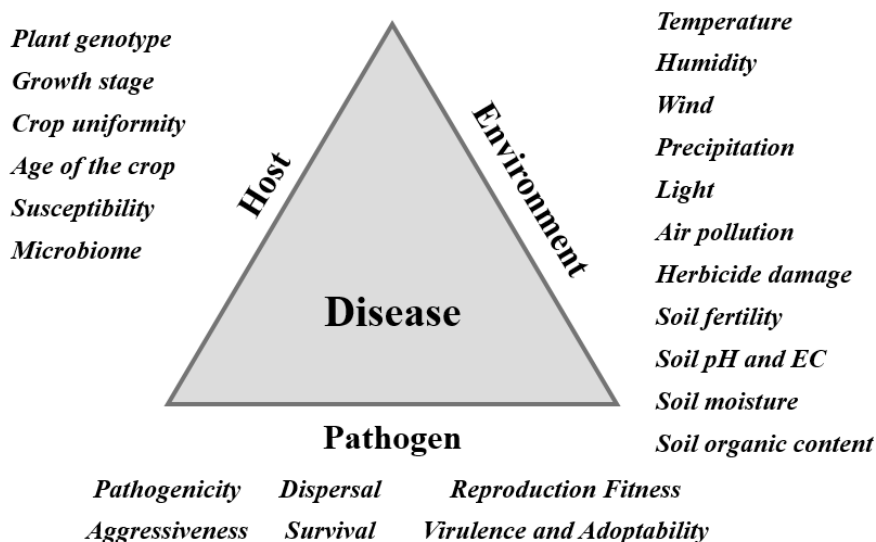 Plant genotype
Growth stage
Crop uniformity
Age of the crop
Susceptibility
Microbiome
Host
Environment
Temperature
Humidity
Wind
Precipitation
Light
Air pollution
Herbicide damage
Soil fertility
Soil pH and EC
Soil moisture
Soil organic content
Disease
Pathogen
Pathogenicity Dispersal Reproduction Fitness
Aggressiveness Survival Virulence and Adoptability